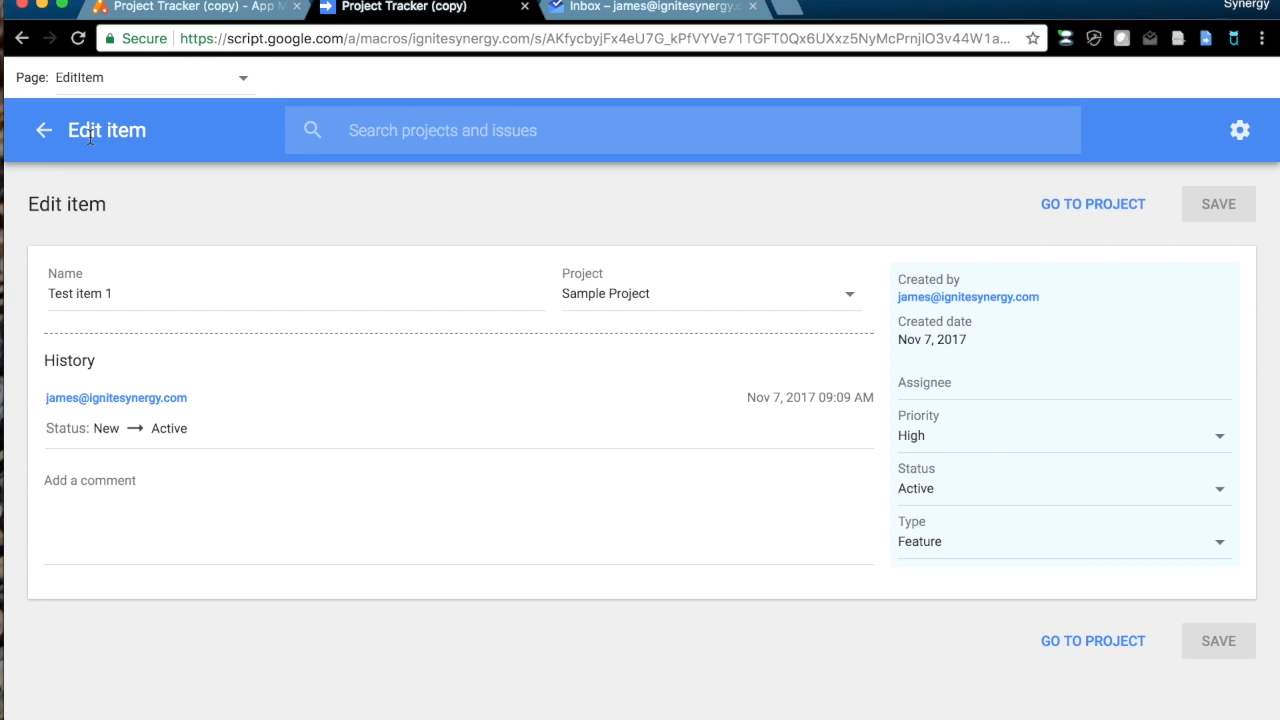 Project Tracker (copy) - App M
Project Tracker (copy)
Inbox – james@ignitesynergy.c
Synergy
Secure
https://script.google.com/a/macros/ignitesynergy.com/s/AKfycbyjFx4eU7G_kPfVYVe71TGFT0Qx6UXxz5NyMcPrnjIO3v44W1a...
Page: EditItem
Edit item
Search projects and issues
Edit item
GO TO PROJECT
SAVE
Name
Test item 1
Project
Sample Project
History
james@ignitesynergy.com
Nov 7, 2017 09:09 AM
Status: New → Active
Add a comment
Created by
james@ignitesynergy.com
Created date
Nov 7, 2017
Assignee
Priority
High
Status
Active
Type
Feature
GO TO PROJECT
SAVE